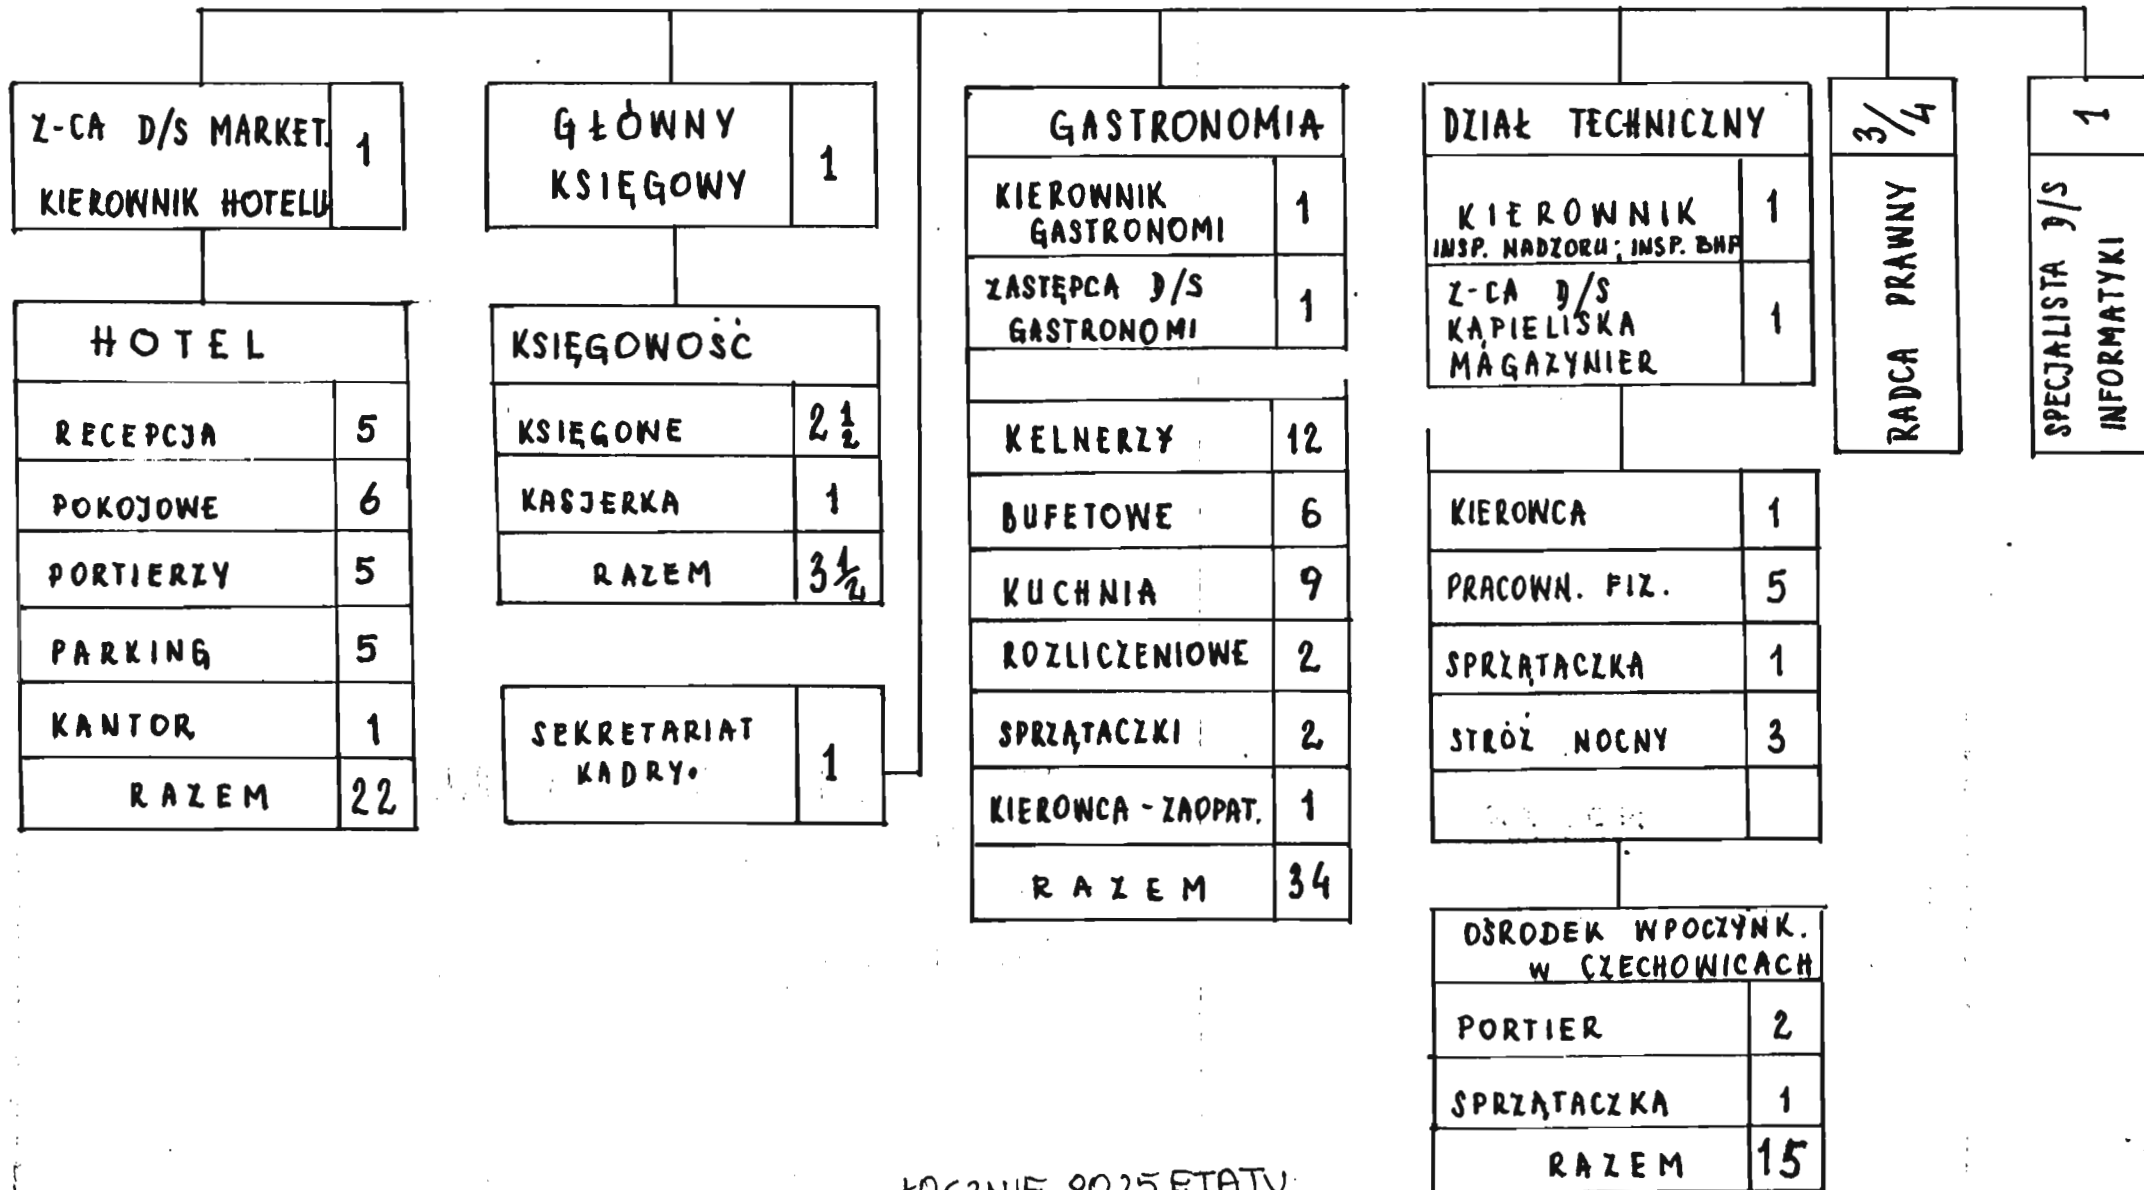 Z-CA D/S MARKET. 1
KIEROWNIK HOTELU
HOTEL
RECEPCJA 5
POKOJOWE 6
PORTIERZY 5
PARKING 5
KANTOR 1
RAZEM 22
GŁÓWNY
KSIĘGOWY 1
KSIĘGOWOŚĆ
KSIĘGOWE 2 1/2
KASJERKA 1
RAZEM 3 1/2
SEKRETARIAT
KADRY. 1
GASTRONOMIA
KIEROWNIK
GASTRONOMI 1
ZASTĘPCA D/S
GASTRONOMI 1
KELNERZY 12
BUFETOWE 6
KUCHNIA 9
ROZLICZENIOWE 2
SPRZĄTACZKI 2
KIEROWCA - ZAOPAT. 1
RAZEM 34
DZIAŁ TECHNICZNY
KIEROWNIK 1
INSP. NADZORU; INSP. BHP
Z-CA D/S
KĄPIELISKA 1
MAGAZYNIER
KIEROWCA 1
PRACOWN. FIZ. 5
SPRZĄTACZKA 1
STRÓŻ NOCNY 3
OŚRODEK WPOCZYNK.
W CZECHOWICACH
PORTIER 2
SPRZĄTACZKA 1
RAZEM 15
3/4
RADCA PRAWNY
1
SPECJALISTA D/S
INFORMATYKI
ETATU